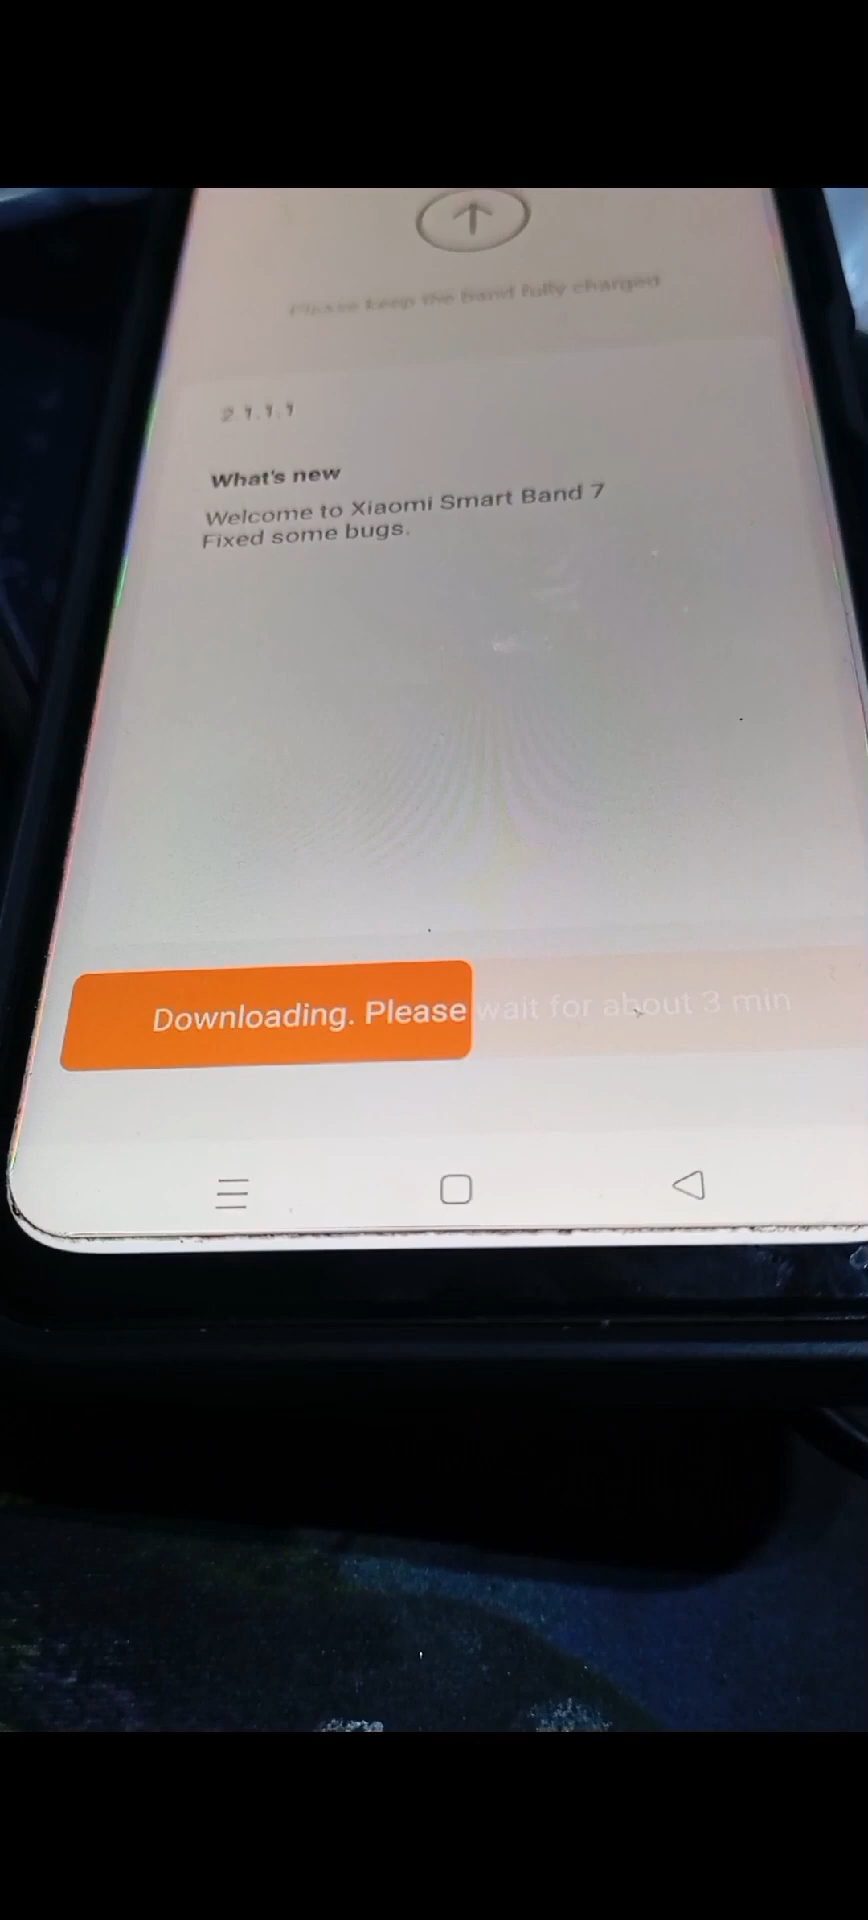 Please keep the band fully charged
2.1.1.1
What's new
Welcome to Xiaomi Smart Band 7
Fixed some bugs.
Downloading. Please wait for about 3 min